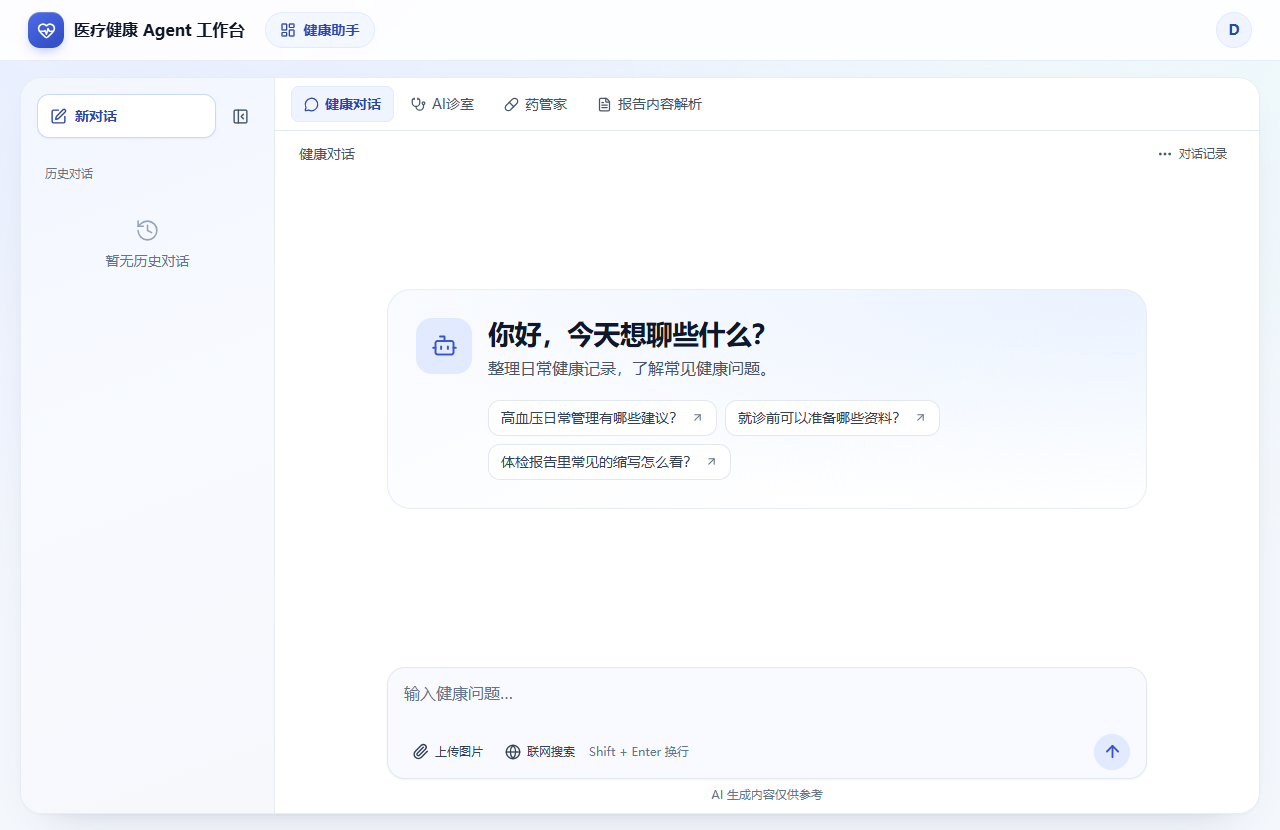 医疗健康 Agent 工作台
健康助手
D
新对话
历史对话
暂无历史对话
健康对话
AI诊室
药管家
报告内容解析
健康对话
对话记录
你好，今天想聊些什么？
整理日常健康记录，了解常见健康问题。
高血压日常管理有哪些建议？
就诊前可以准备哪些资料？
体检报告里常见的缩写怎么看？
输入健康问题...
上传图片
联网搜索
Shift + Enter 换行
AI 生成内容仅供参考